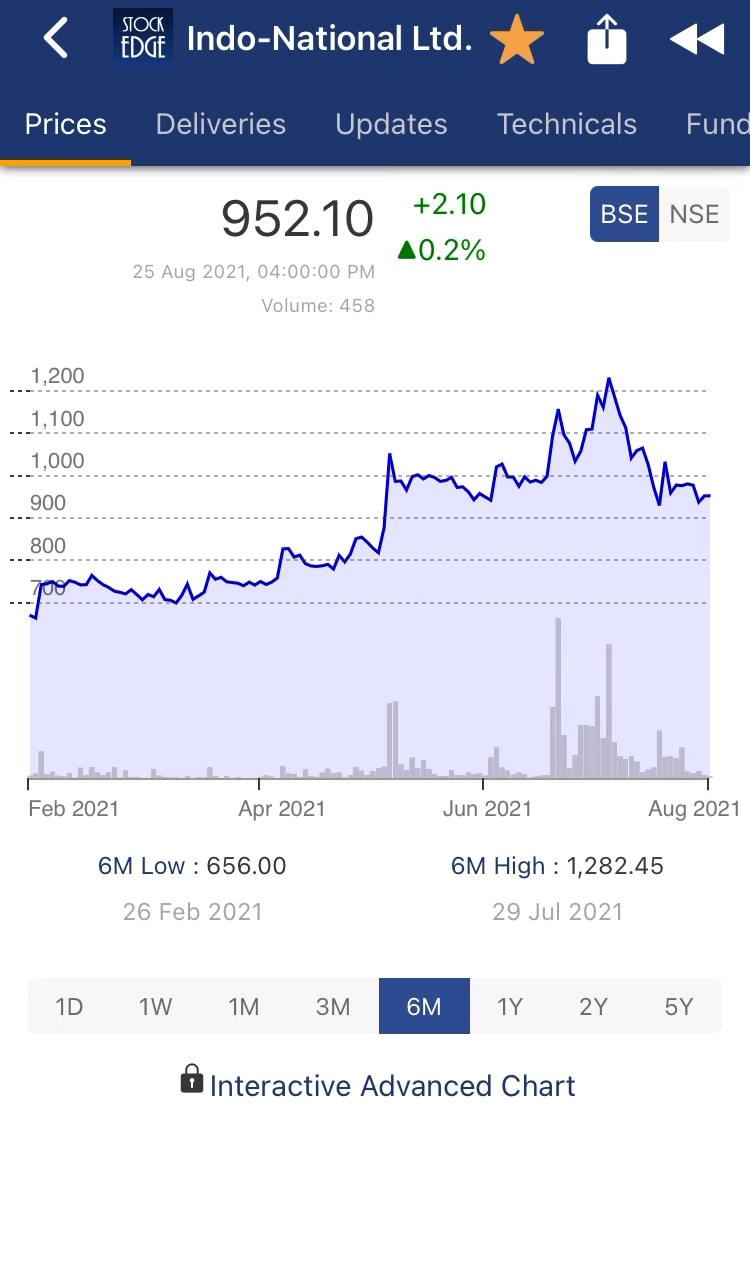 STOCK
EDGE
Indo-National Ltd.
Prices Deliveries Updates Technicals Fund
952.10 +2.10
0.2%
BSE NSE
25 Aug 2021, 04:00:00 PM
Volume: 458
1,200
1,100
1,000
900
800
700
Feb 2021 Apr 2021 Jun 2021 Aug 2021
6M Low : 656.00 6M High : 1,282.45
26 Feb 2021 29 Jul 2021
1D 1W 1M 3M 6M 1Y 2Y 5Y
Interactive Advanced Chart